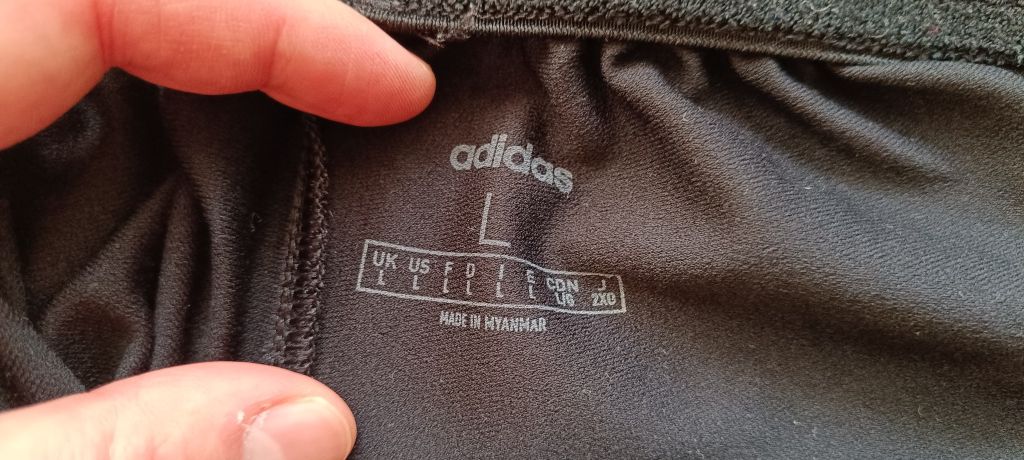 adidas
L
UK US F D I E CDN J
L L L L L L L/G 2XO
MADE IN MYANMAR